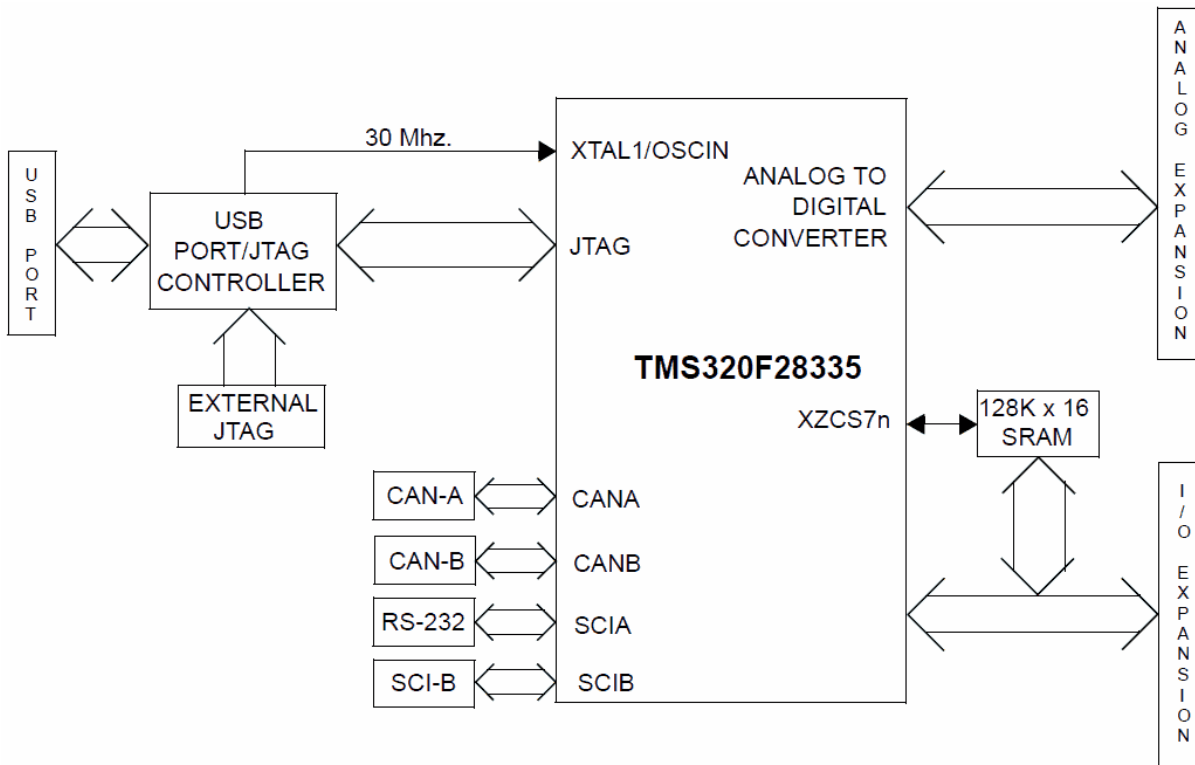 USB PORT
30 Mhz.
USB
PORT/JTAG
CONTROLLER
EXTERNAL
JTAG
XTAL1/OSCIN
JTAG
ANALOG TO
DIGITAL
CONVERTER
TMS320F28335
XZCS7n
128K x 16
SRAM
CAN-A
CANA
CAN-B
CANB
RS-232
SCIA
SCI-B
SCIB
ANALOG EXPANSION
I/O EXPANSION